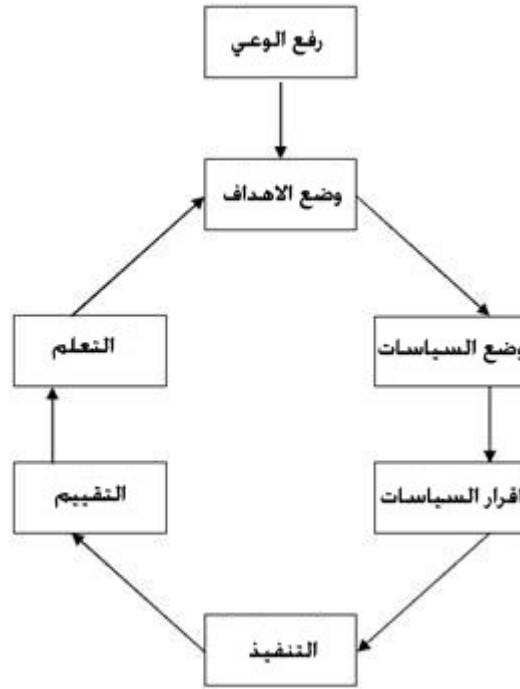 رفع الوعي
وضع الاهداف
وضع السياسات
اقرار السياسات
التنفيذ
التقييم
التعلم